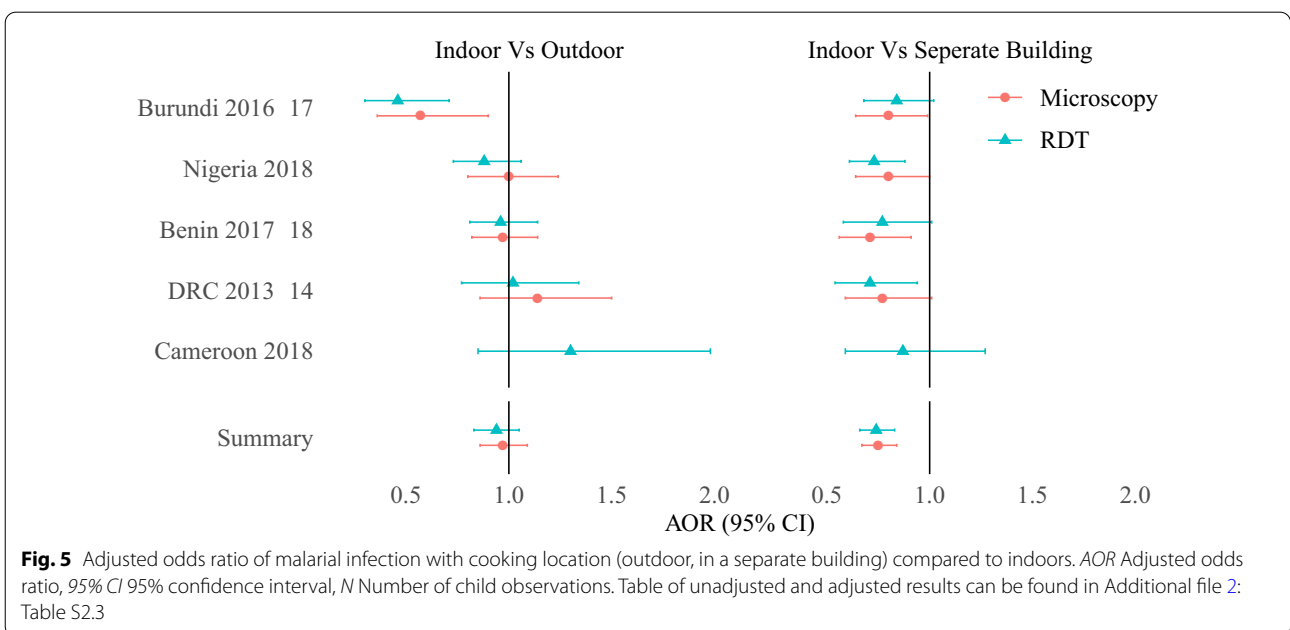 Indoor Vs Outdoor
Indoor Vs Seperate Building
Microscopy
RDT
Burundi 2016 17
Nigeria 2018
Benin 2017 18
DRC 2013 14
Cameroon 2018
Summary
0.5 1.0 1.5 2.0 0.5 1.0 1.5 2.0
AOR (95% CI)
Fig. 5 Adjusted odds ratio of malarial infection with cooking location (outdoor, in a separate building) compared to indoors. AOR Adjusted odds
ratio, 95% CI 95% confidence interval, N Number of child observations. Table of unadjusted and adjusted results can be found in Additional file 2:
Table S2.3